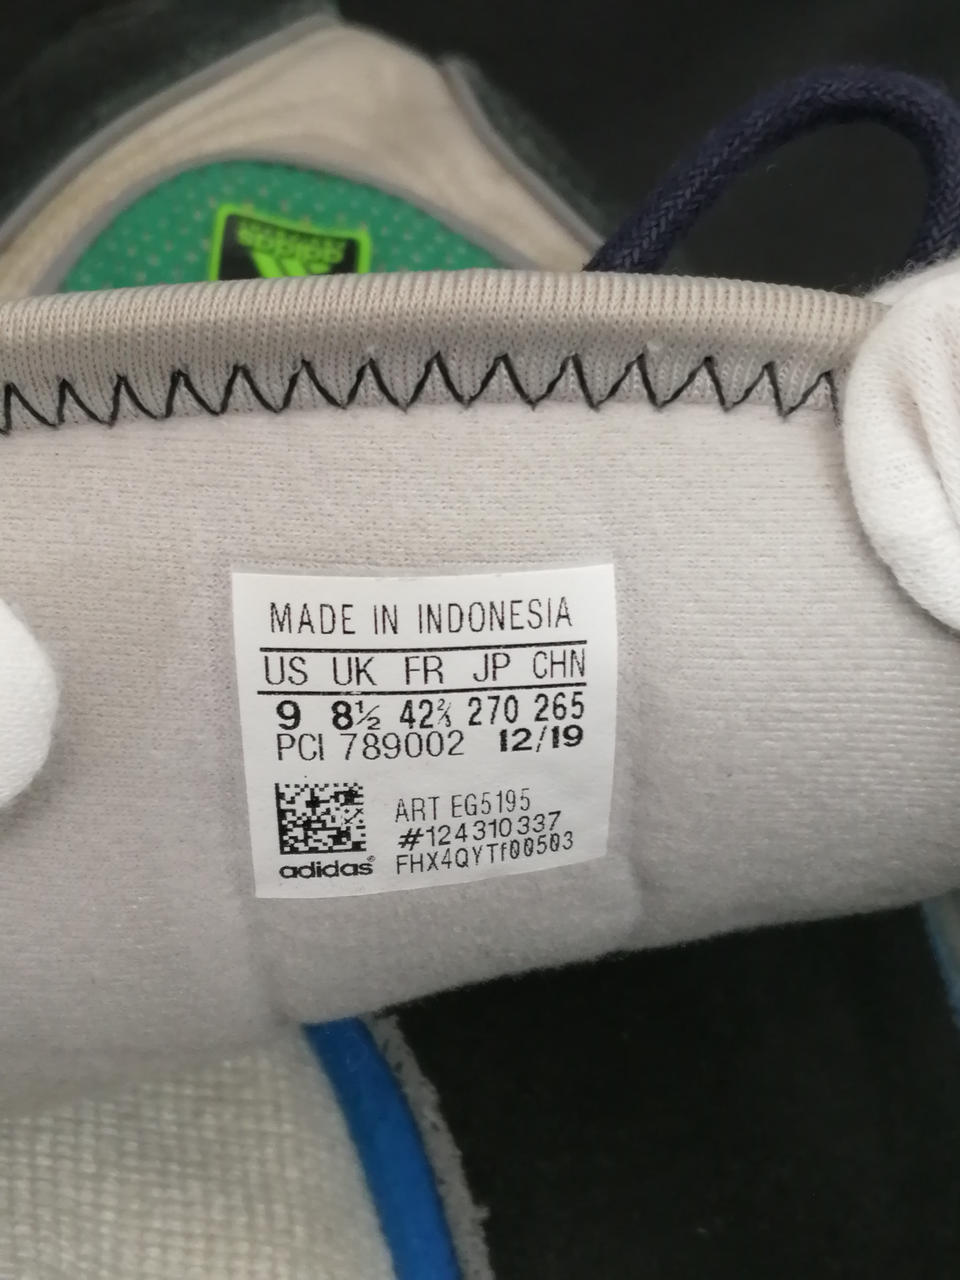 adidas
MADE IN INDONESIA
US UK FR JP CHN
9 8½ 42⅔ 270 265
PCI 789002 12/19
ART EG5195
#124310337
FHX4QYTf00503
adidas®